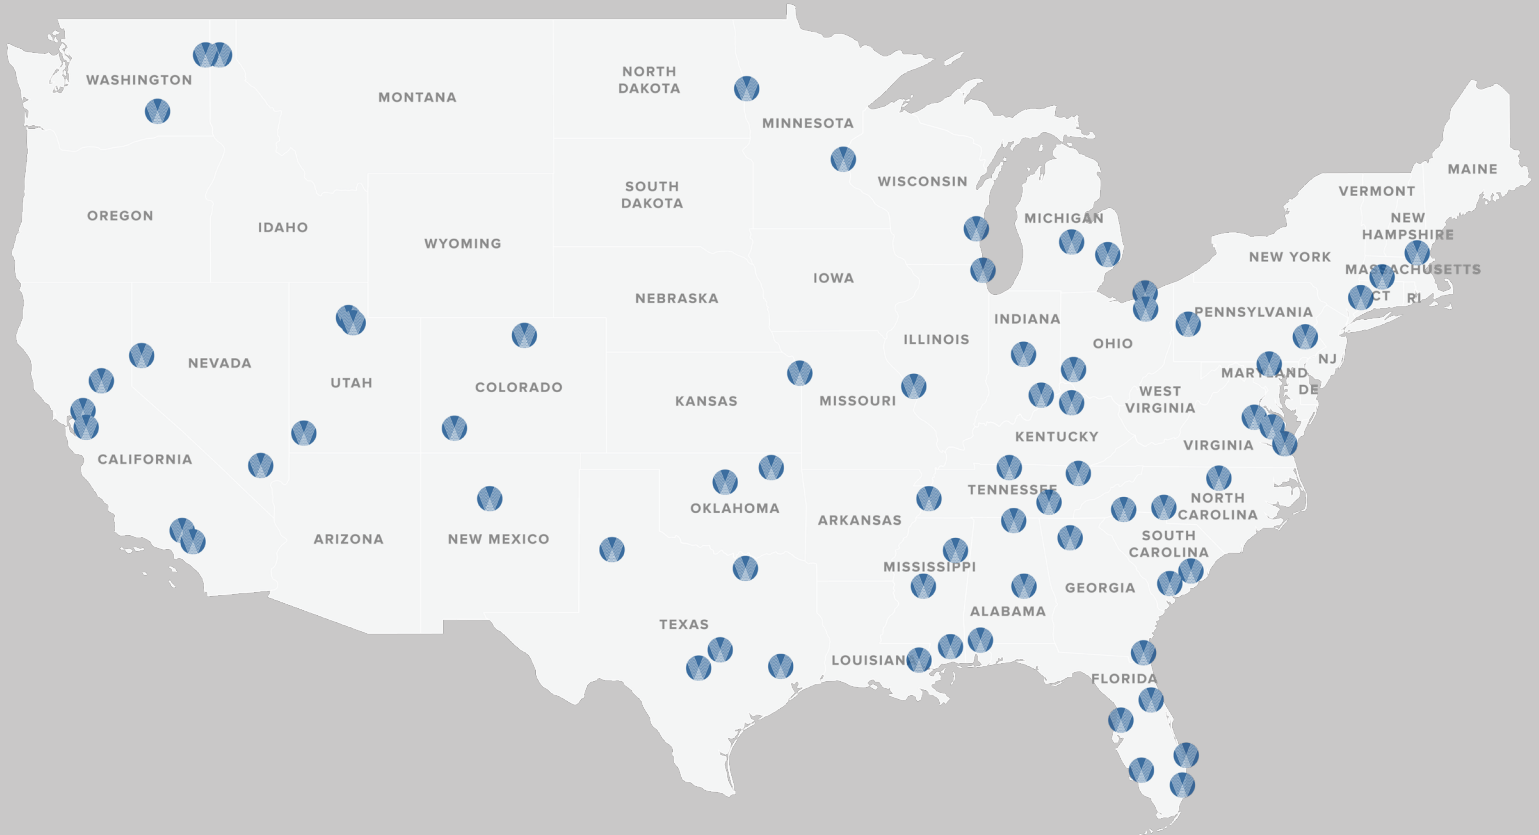 WASHINGTON
MONTANA
NORTH
DAKOTA
MINNESOTA
MAINE
OREGON
IDAHO
WYOMING
SOUTH
DAKOTA
WISCONSIN
MICHIGAN
VERMONT
NEW
HAMPSHIRE
NEW YORK
MASSACHUSETTS
CT
RI
IOWA
NEBRASKA
ILLINOIS
INDIANA
OHIO
PENNSYLVANIA
NJ
MARYLAND
DE
NEVADA
UTAH
COLORADO
KANSAS
MISSOURI
WEST
VIRGINIA
KENTUCKY
VIRGINIA
CALIFORNIA
ARIZONA
NEW MEXICO
OKLAHOMA
ARKANSAS
TENNESSEE
NORTH
CAROLINA
SOUTH
CAROLINA
MISSISSIPPI
ALABAMA
GEORGIA
TEXAS
LOUISIAN
FLORIDA